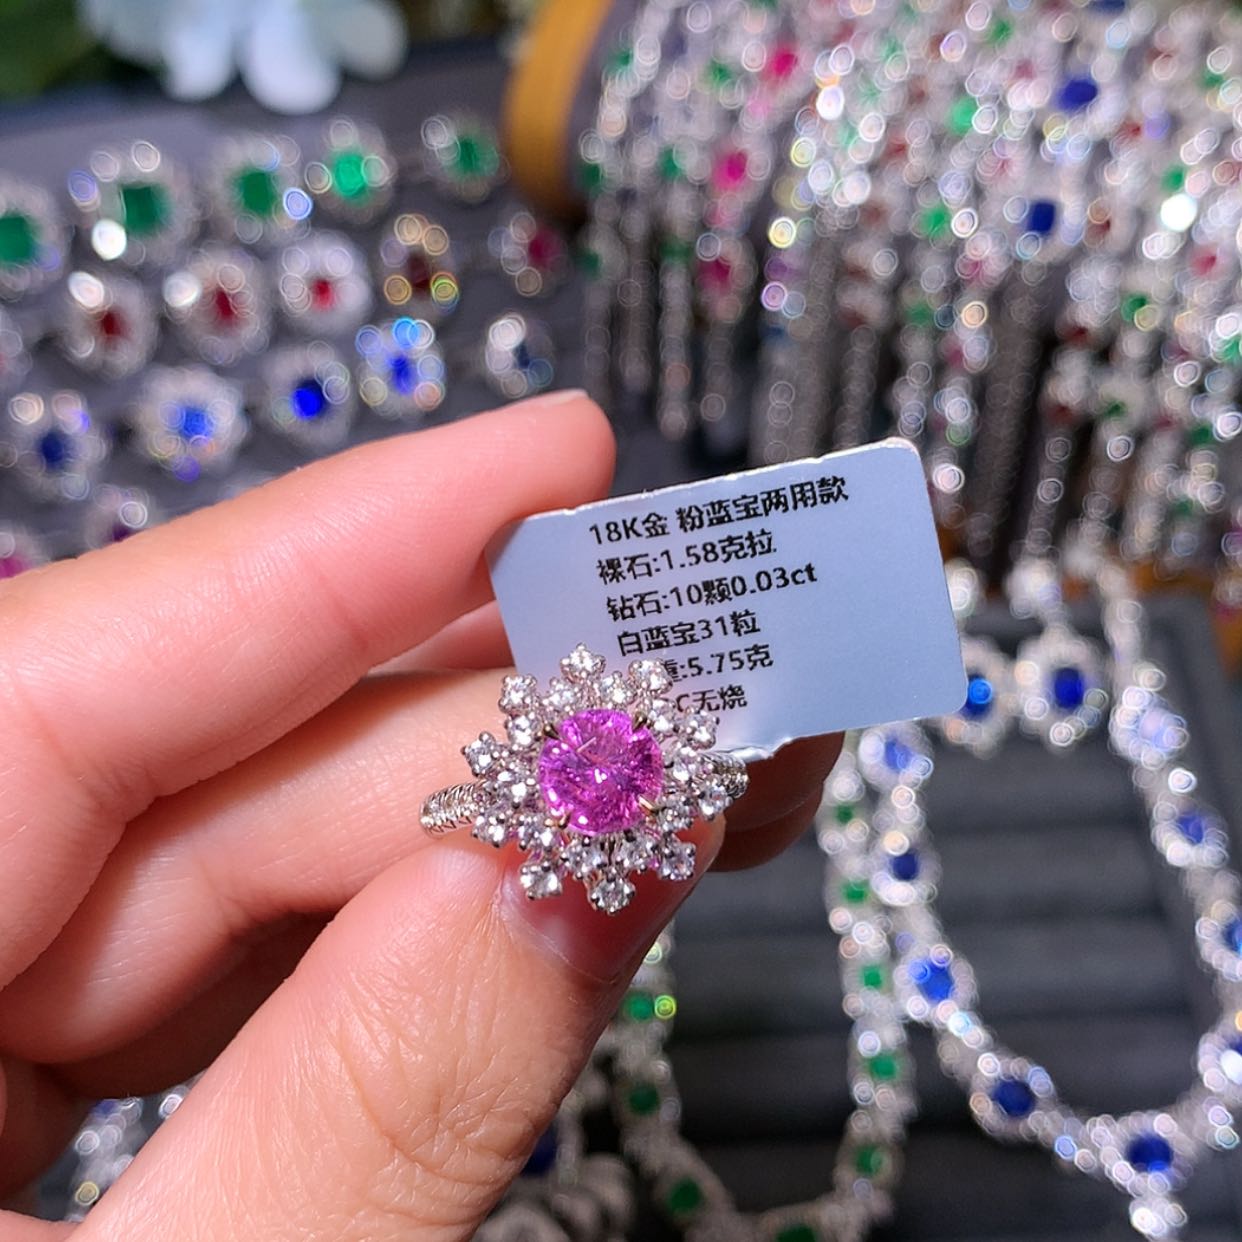 18K金 粉蓝宝两用款
裸石:1.58克拉
钻石:10颗0.03ct
白蓝宝31粒
重:5.75克
C无烧